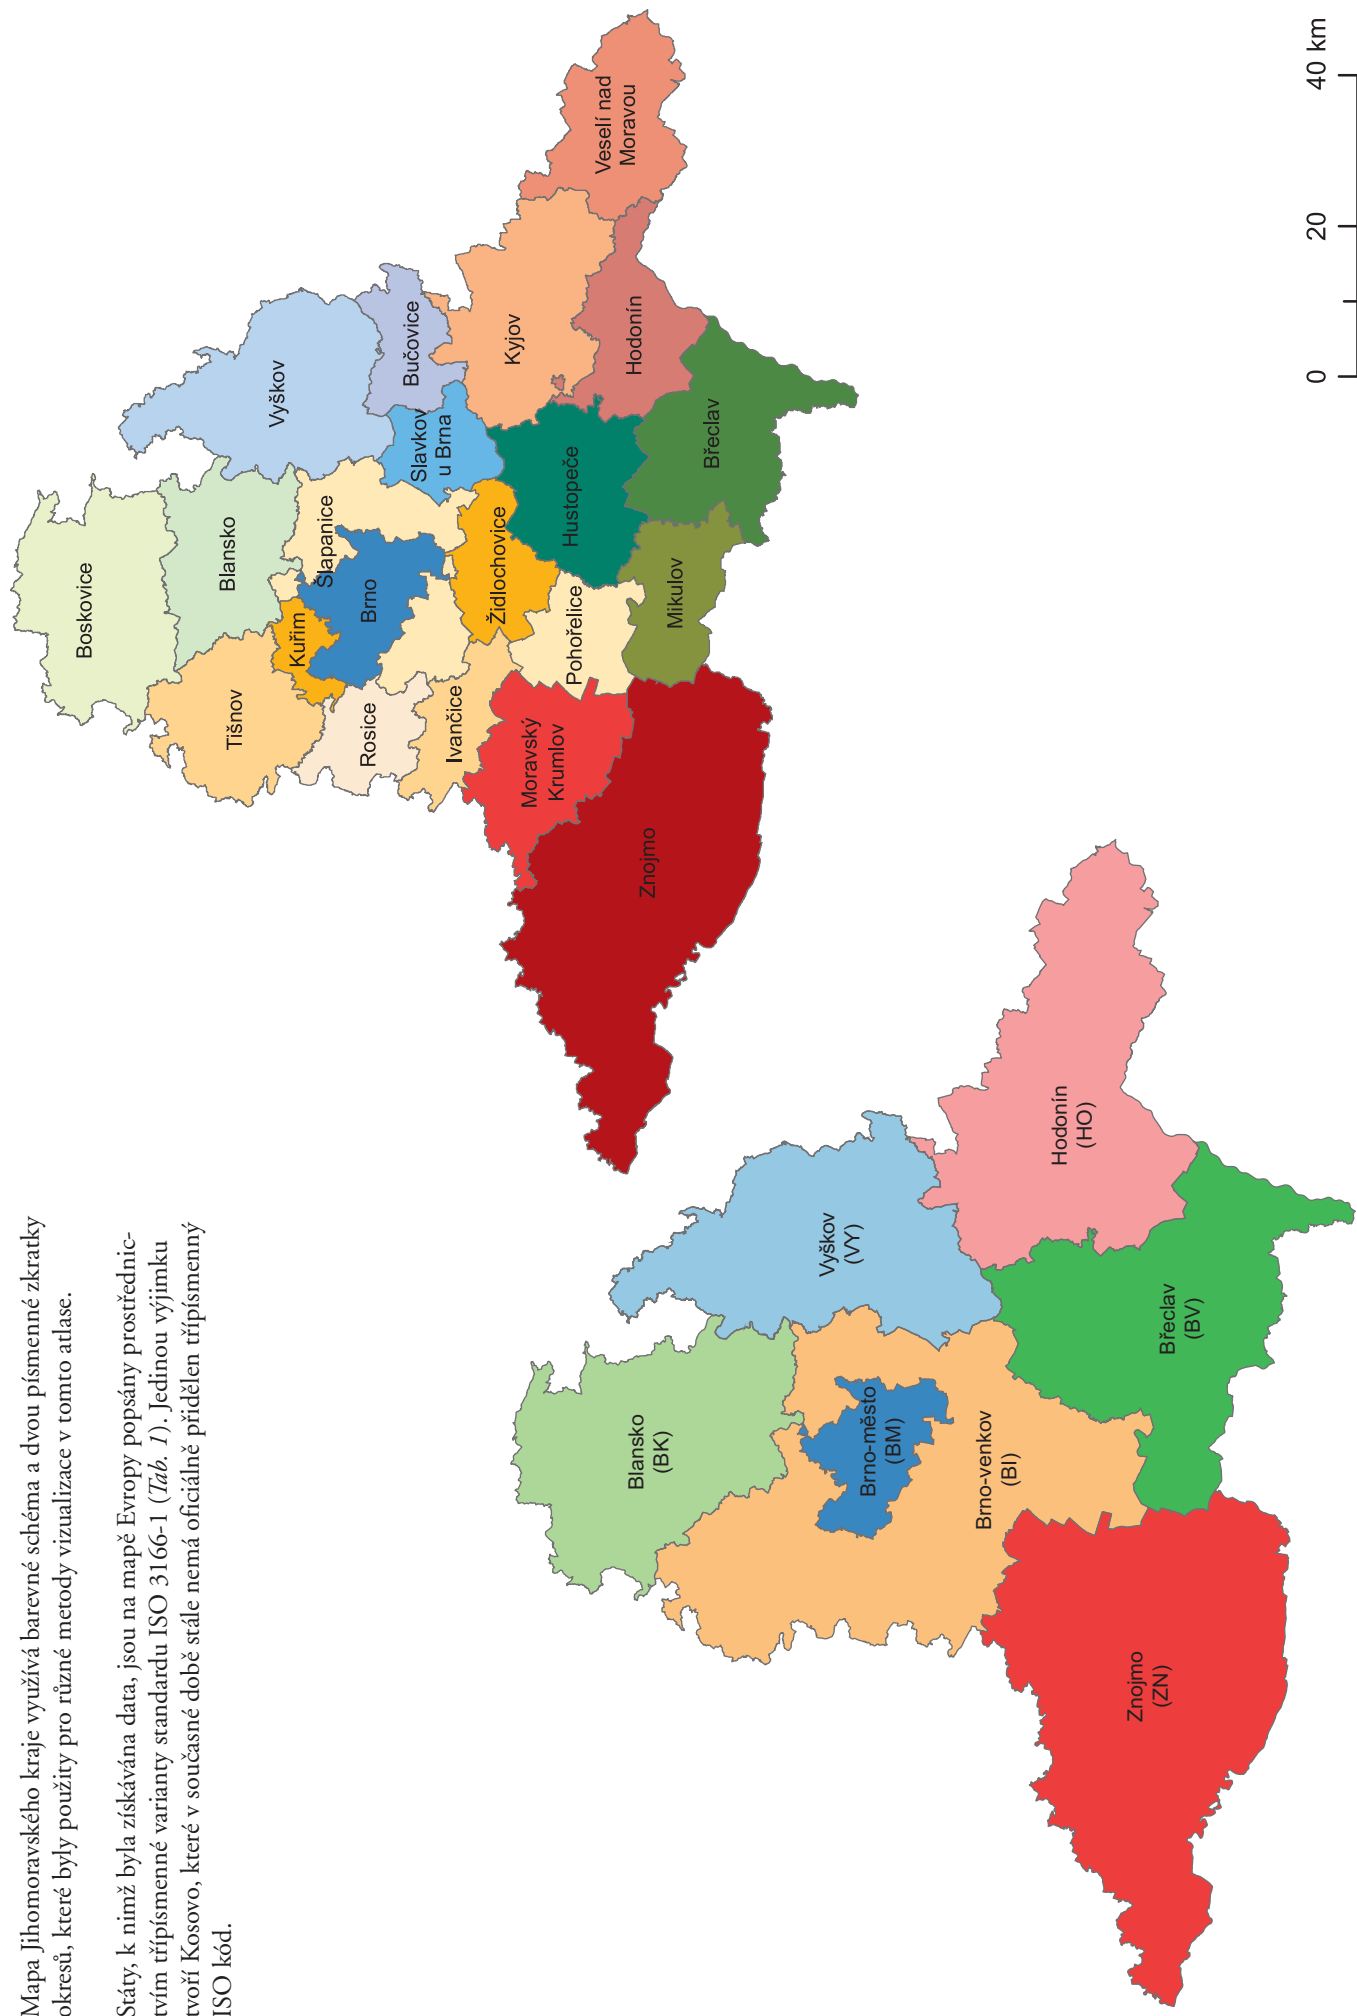 Mapa Jihomoravského kraje využívá barevné schéma a dvou písmenné zkratky
okresů, které byly použity pro různé metody vizualizace v tomto atlase.
Státy, k nimž byla získávána data, jsou na mapě Evropy popsány prostřednic-
tvím třípísmenné varianty standardu ISO 3166-1 (Tab. 1). Jedinou výjimku
tvoří Kosovo, které v současné době stále nemá oficiálně přidělen třípísmenný
ISO kód.
Boskovice
Blansko
Vyškov
Tišnov
Kuřim
Šlapanice
Brno
Rosice
Bučovice
Slavkov
u Brna
Ivančice
Židlochovice
Kyjov
Veselí nad
Moravou
Moravský
Krumlov
Pohořelice
Hustopeče
Hodonín
Znojmo
Mikulov
Břeclav
Blansko
(BK)
Vyškov
(VY)
Brno-město
(BM)
Brno-venkov
(BI)
Hodonín
(HO)
Znojmo
(ZN)
Břeclav
(BV)
0 20 40 km